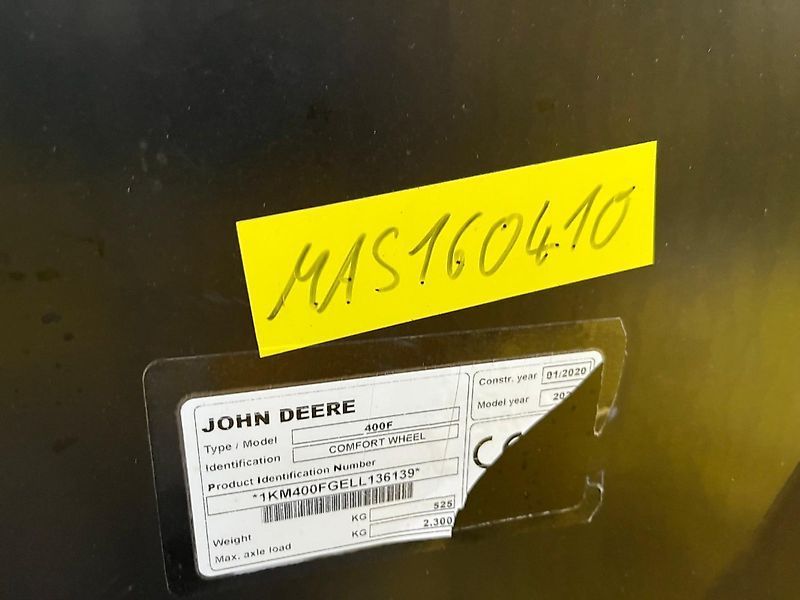 MAS160410
JOHN DEERE
Type / Model 400F
Identification COMFORT WHEEL
Product Identification Number
*1KM400FGELL136139*
Weight KG 525
Max. axle load KG 2.300
Constr. year 01/2020
Model year